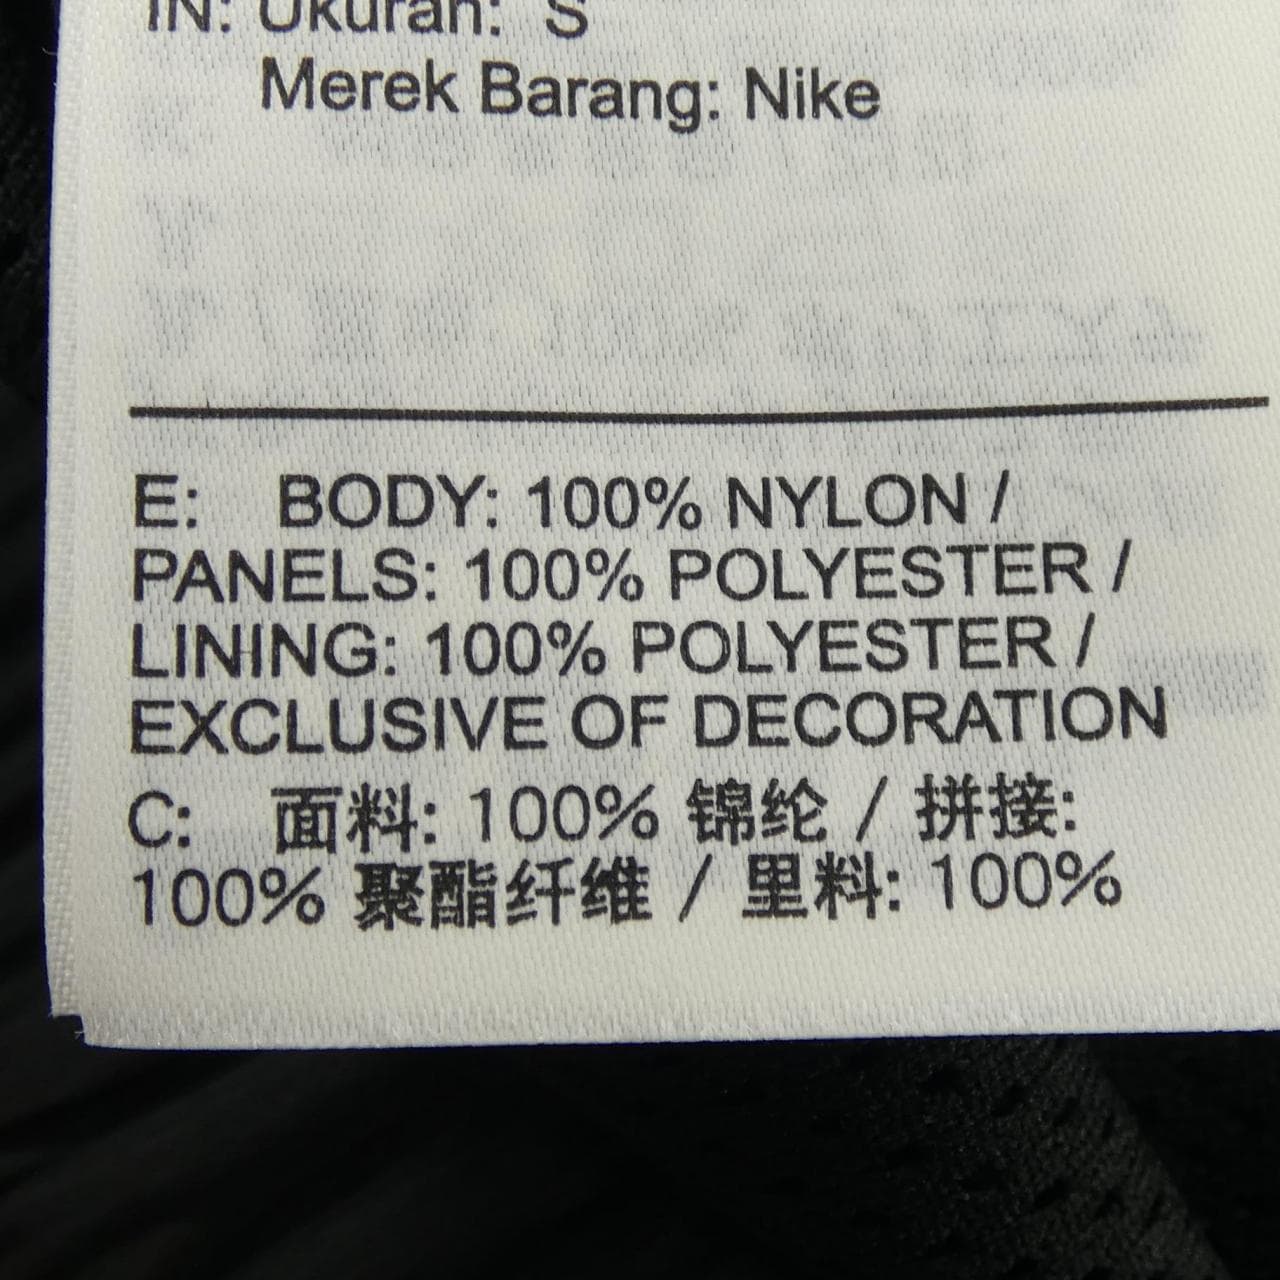 IN: Ukuran: S
Merek Barang: Nike
E: BODY: 100% NYLON /
PANELS: 100% POLYESTER /
LINING: 100% POLYESTER /
EXCLUSIVE OF DECORATION
C: 面料: 100% 锦纶 / 拼接:
100% 聚酯纤维 / 里料: 100%